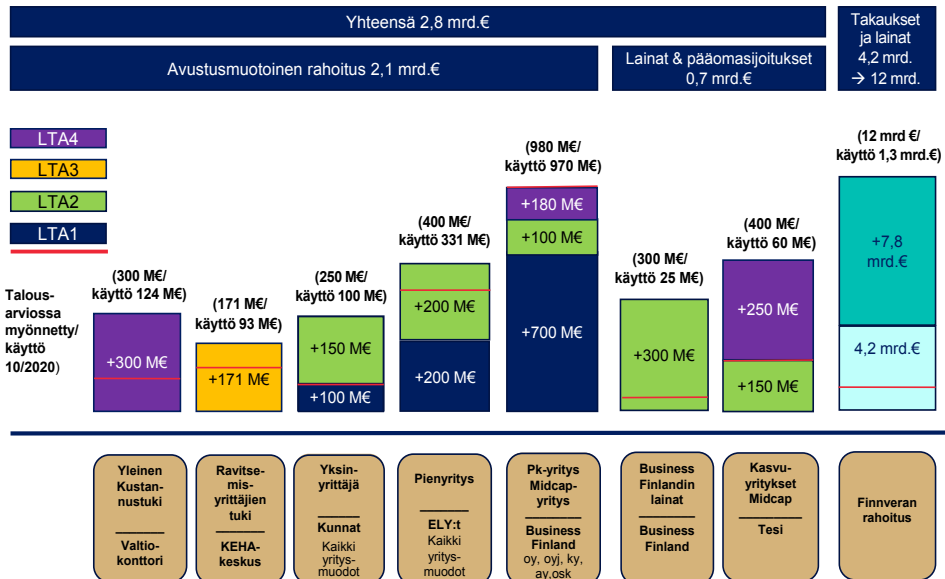 Yhteensä 2,8 mrd.€
Takaukset
ja lainat
4,2 mrd.
→ 12 mrd.
Avustusmuotoinen rahoitus 2,1 mrd.€
Lainat & pääomasijoitukset
0,7 mrd.€
LTA4
LTA3
LTA2
LTA1
Talous-
arviossa
myönnetty/
käyttö
10/2020)
(300 M€/
käyttö 124 M€)
+300 M€
(171 M€/
käyttö 93 M€)
+171 M€
(250 M€/
käyttö 100 M€)
+150 M€
+100 M€
(400 M€/
käyttö 331 M€)
+200 M€
+200 M€
(980 M€/
käyttö 970 M€)
+180 M€
+100 M€
+700 M€
(300 M€/
käyttö 25 M€)
+300 M€
(400 M€/
käyttö 60 M€)
+250 M€
+150 M€
(12 mrd €/
käyttö 1,3 mrd.€)
+7,8
mrd.€
4,2 mrd.€
Yleinen
Kustan-
nustuki
Valtio-
konttori
Ravitse-
mis-
yrittäjien
tuki
KEHA-
keskus
Yksin-
yrittäjä
Kunnat
Kaikki
yritys-
muodot
Pienyritys
ELY:t
Kaikki
yritys-
muodot
Pk-yritys
Midcap-
yritys
Business
Finland
oy, oyj, ky,
ay,osk
Business
Finlandin
lainat
Business
Finland
Kasvu-
yritykset
Midcap
Tesi
Finnveran
rahoitus